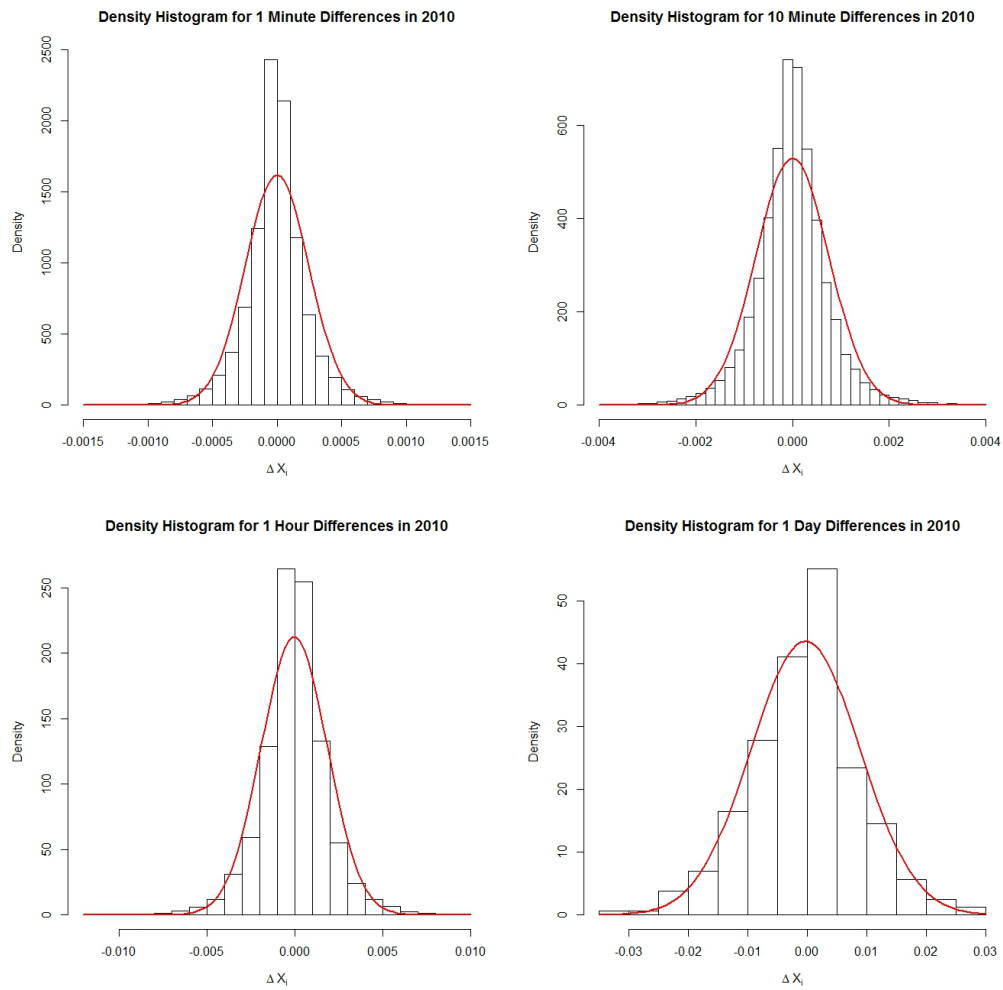 Density Histogram for 1 Minute Differences in 2010
Density
2500
2000
1500
1000
500
0
-0.0015 -0.0010 -0.0005 0.0000 0.0005 0.0010 0.0015
Δ Xi
Density Histogram for 10 Minute Differences in 2010
Density
600
400
200
0
-0.004 -0.002 0.000 0.002 0.004
Δ Xi
Density Histogram for 1 Hour Differences in 2010
Density
250
200
150
100
50
0
-0.010 -0.005 0.000 0.005 0.010
Δ Xi
Density Histogram for 1 Day Differences in 2010
Density
50
40
30
20
10
0
-0.03 -0.02 -0.01 0.00 0.01 0.02 0.03
Δ Xi